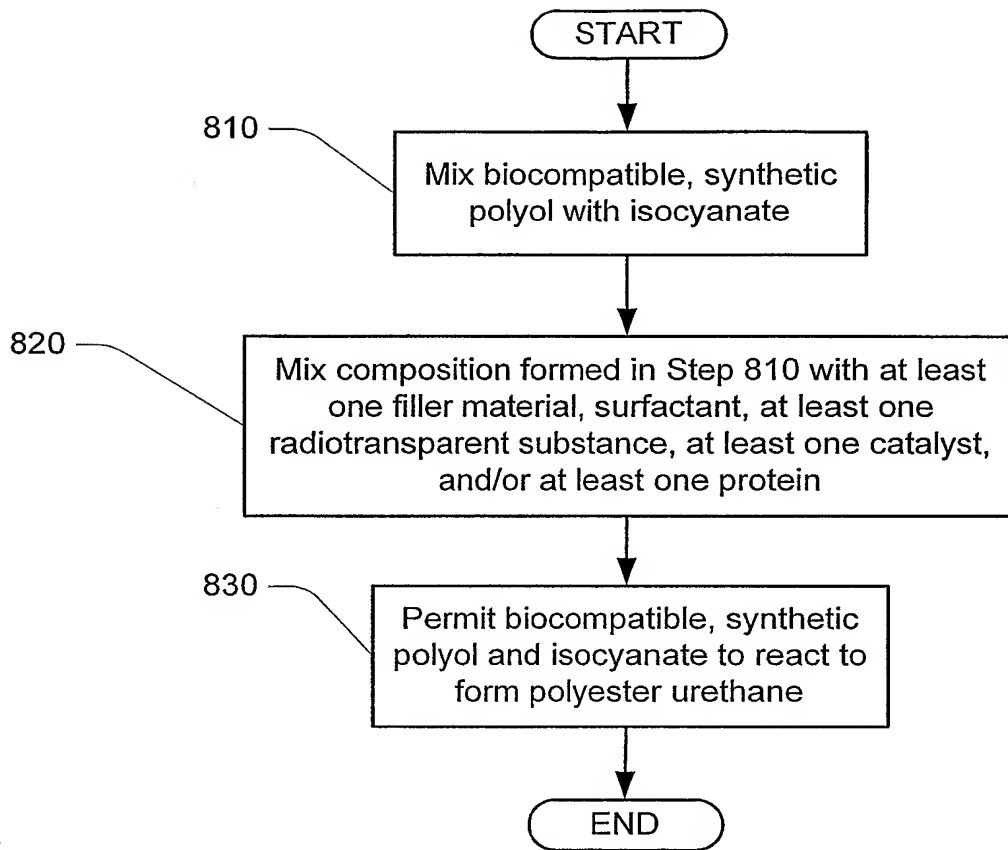 START
810
Mix biocompatible, synthetic
polyol with isocyanate
820
Mix composition formed in Step 810 with at least
one filler material, surfactant, at least one
radiotransparent substance, at least one catalyst,
and/or at least one protein
830
Permit biocompatible, synthetic
polyol and isocyanate to react to
form polyester urethane
END